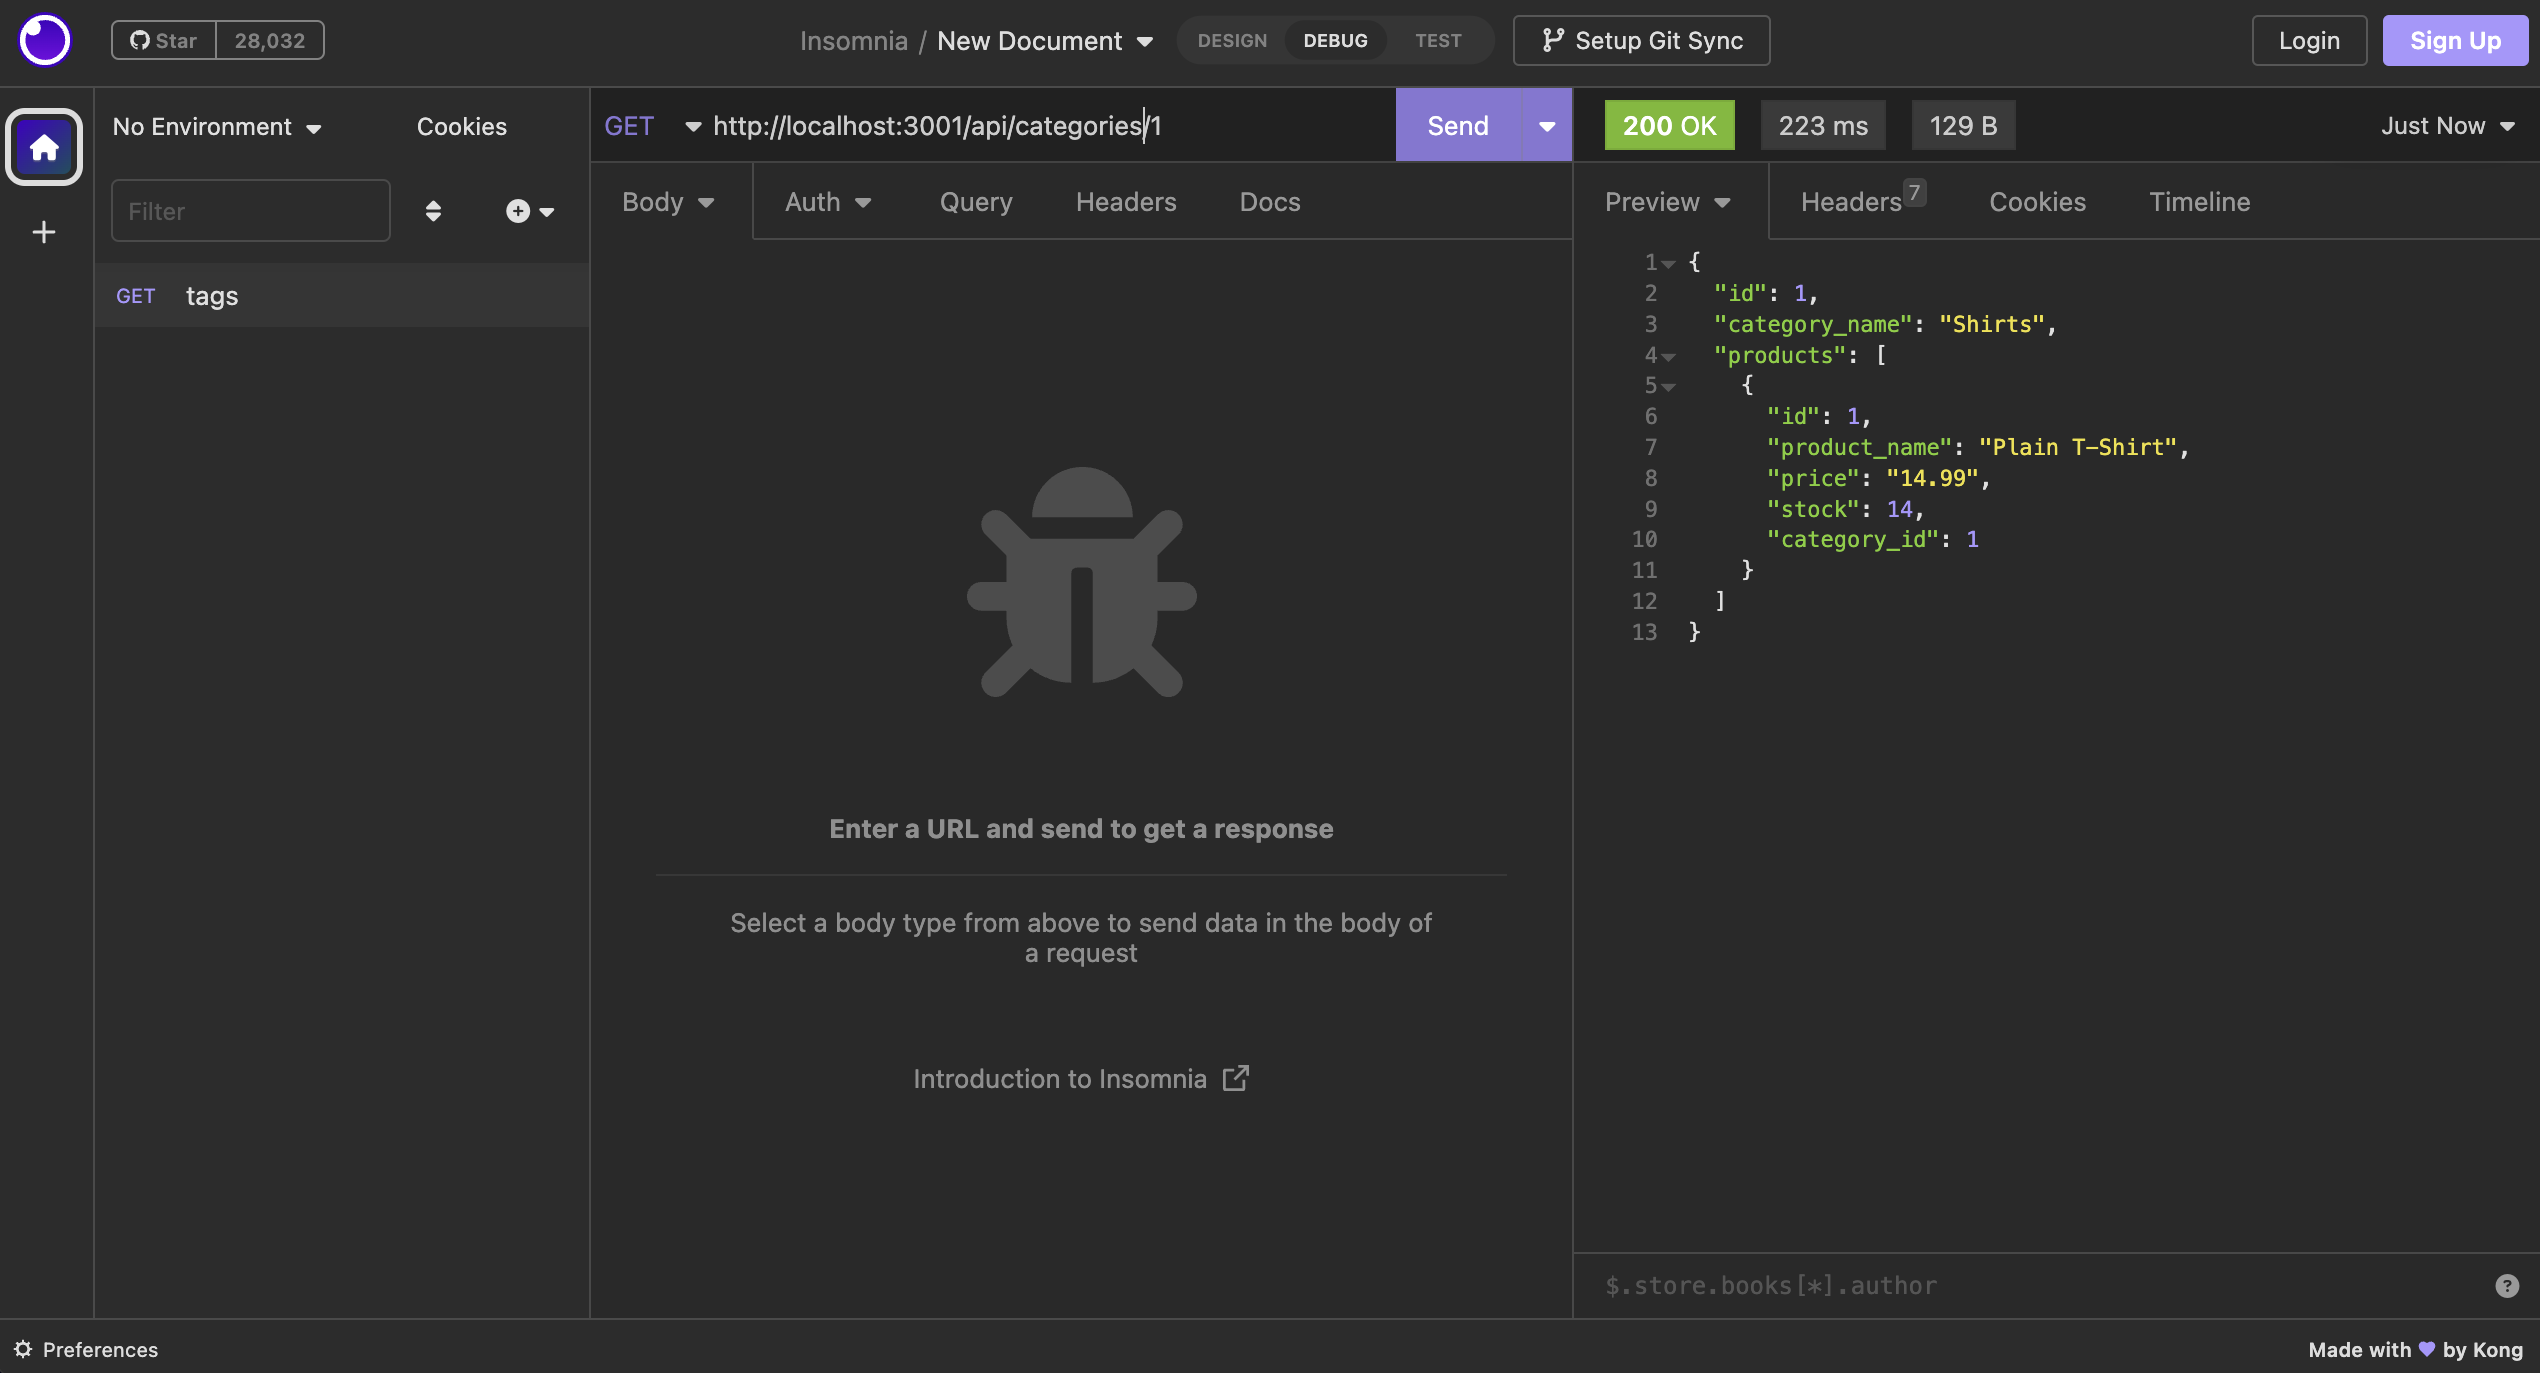 Star 28,032
Insomnia / New Document
DESIGN DEBUG TEST
Setup Git Sync
Login
Sign Up
No Environment
Cookies
GET http://localhost:3001/api/categories/1
Send
200 OK
223 ms
129 B
Just Now
Filter
Body Auth Query Headers Docs
Preview Headers 7 Cookies Timeline
GET tags
1 {
2 "id": 1,
3 "category_name": "Shirts",
4 "products": [
5 {
6 "id": 1,
7 "product_name": "Plain T-Shirt",
8 "price": "14.99",
9 "stock": 14,
10 "category_id": 1
11 }
12 ]
13 }
Enter a URL and send to get a response
Select a body type from above to send data in the body of
a request
Introduction to Insomnia
$.store.books[*].author
?
Preferences
Made with 💜 by Kong